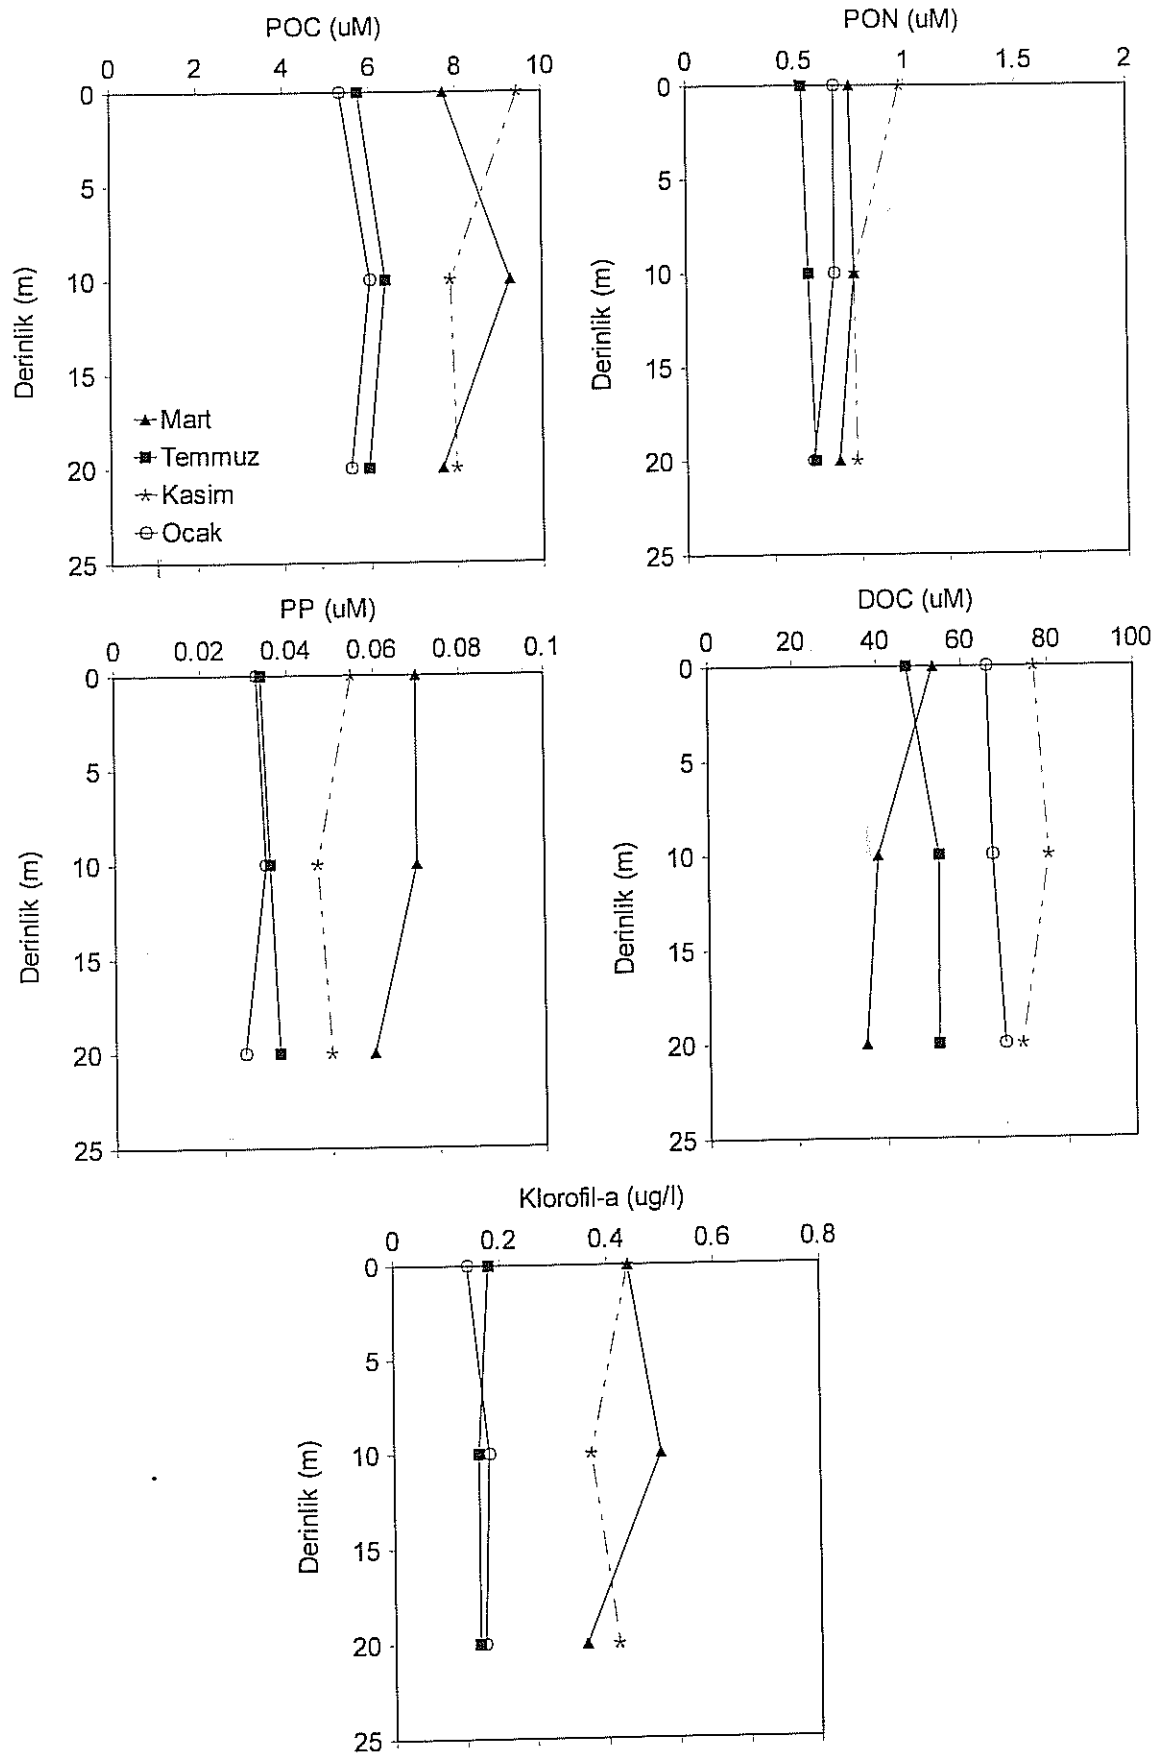 POC (uM)
0 2 4 6 8 10
0
5
10
15
20
25
Derinlik (m)
Mart
Temmuz
Kasim
Ocak
PON (uM)
0 0.5 1 1.5 2
0
5
10
15
20
25
Derinlik (m)
PP (uM)
0 0.02 0.04 0.06 0.08 0.1
0
5
10
15
20
25
Derinlik (m)
DOC (uM)
0 20 40 60 80 100
0
5
10
15
20
25
Derinlik (m)
Klorofil-a (ug/l)
0 0.2 0.4 0.6 0.8
0
5
10
15
20
25
Derinlik (m)